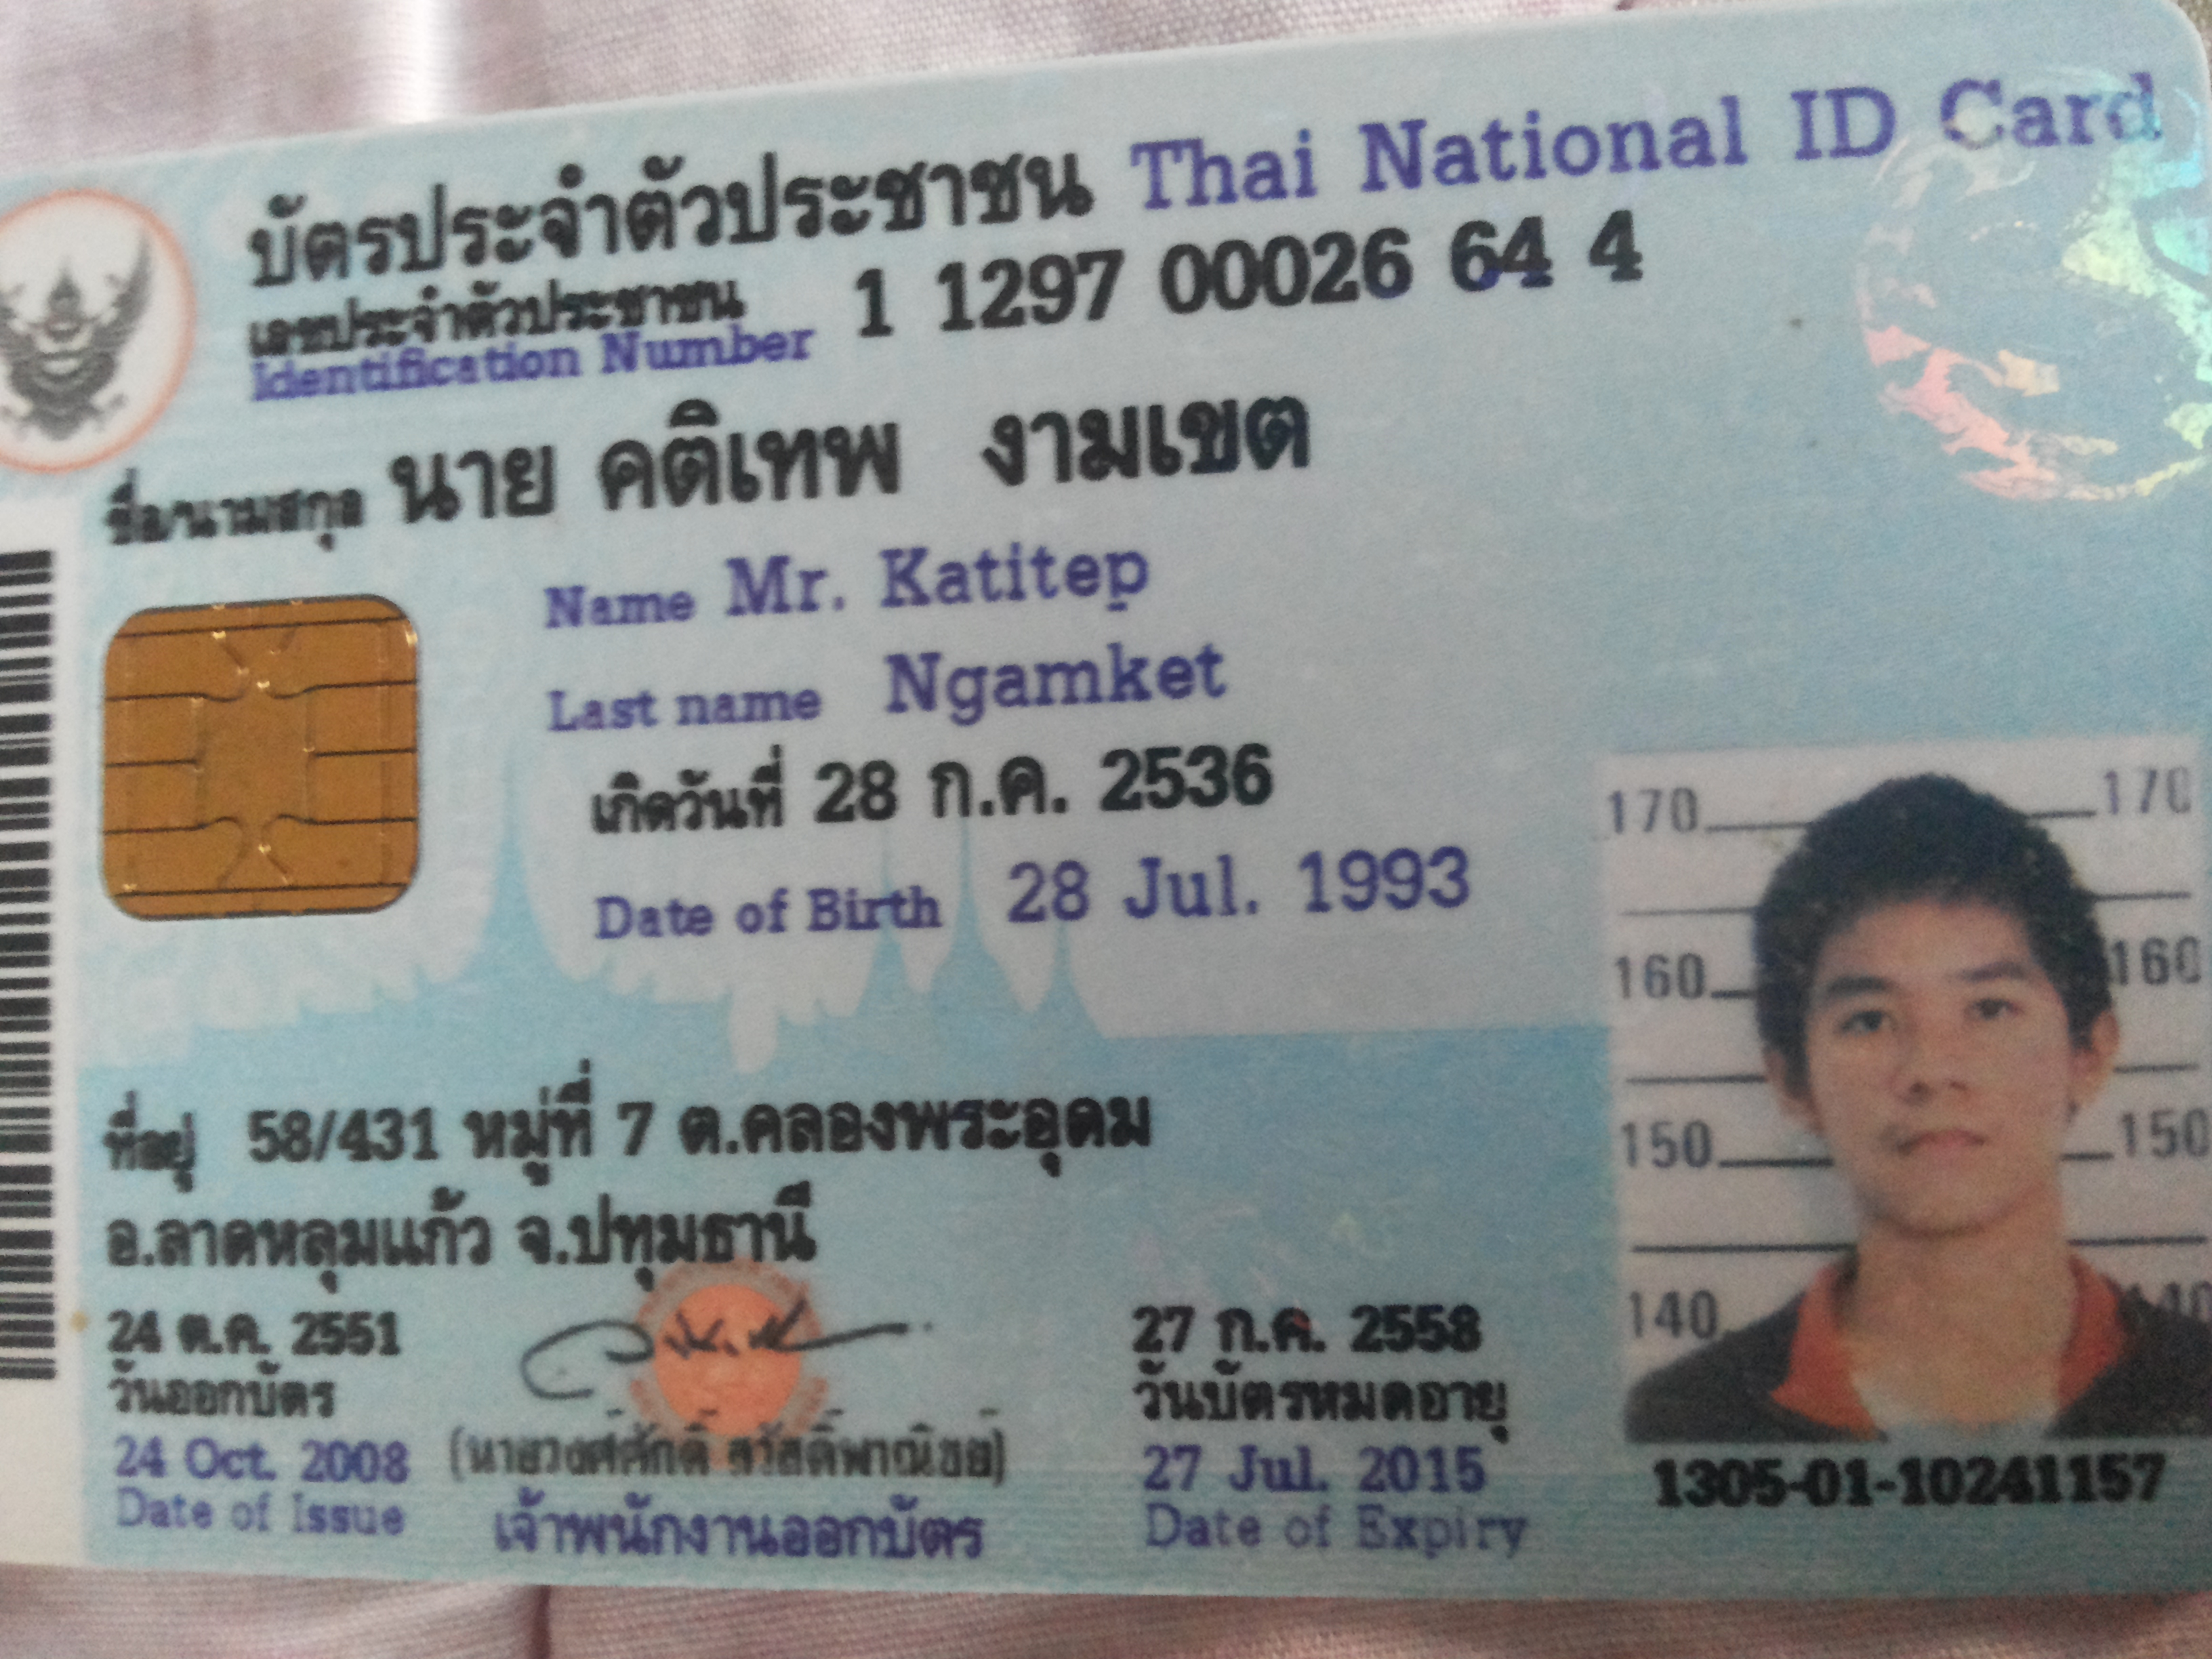 บัตรประจำตัวประชาชน Thai National ID Card
เลขประจำตัวประชาชน
Identification Number 1 1297 00026 64 4
ชื่อ/นามสกุล นาย คติเทพ งามเขต
Name Mr. Katitep
Last name Ngamket
เกิดวันที่ 28 ก.ค. 2536
Date of Birth 28 Jul. 1993
ที่อยู่ 58/431 หมู่ที่ 7 ต.คลองพระอุดม
อ.ลาดหลุมแก้ว จ.ปทุมธานี
24 ต.ค. 2551
วันออกบัตร
24 Oct. 2008
Date of Issue
(นายวงศ์ศักดิ์ สวัสดิ์พาณิชย์)
เจ้าพนักงานออกบัตร
27 ก.ค. 2558
วันบัตรหมดอายุ
27 Jul. 2015
Date of Expiry
170 170
160 160
150 150
140 140
1305-01-10241157